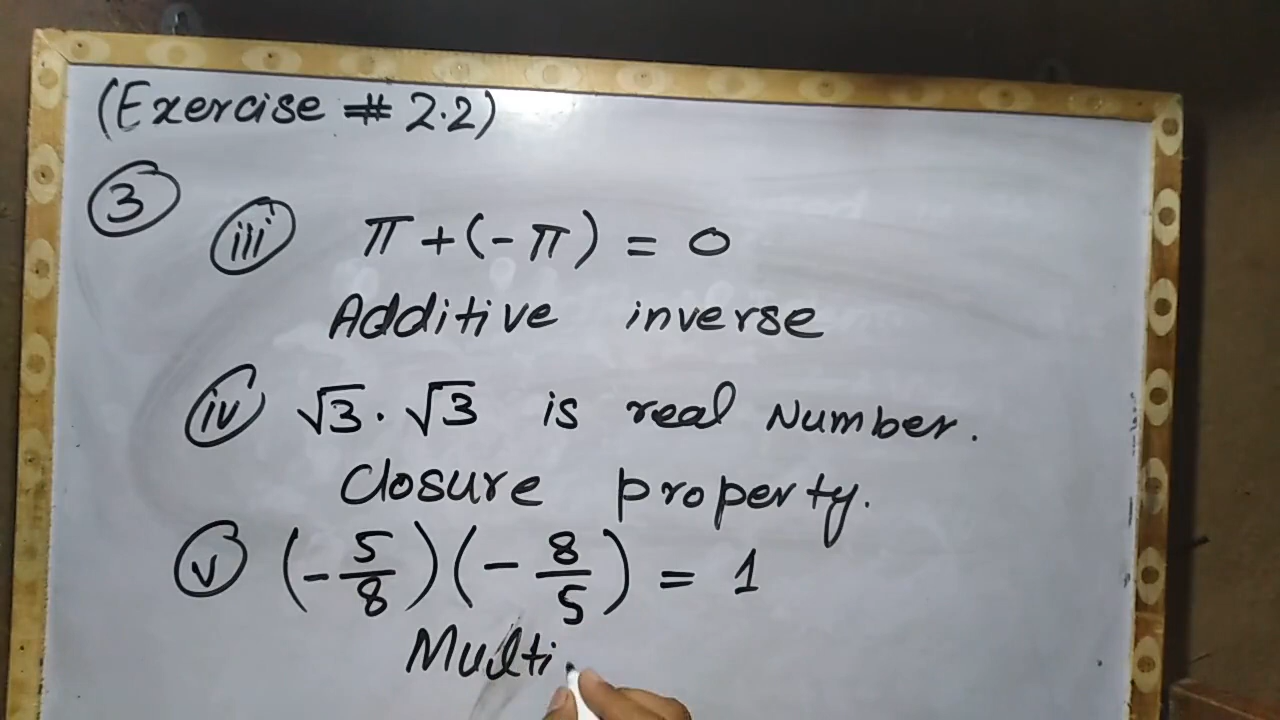 (Exercise # 2.2)
3
iii π + (- π) = 0
Additive inverse
iv √3 . √3 is real Number.
Closure property.
v (- 5/8) (- 8/5) = 1
Multi